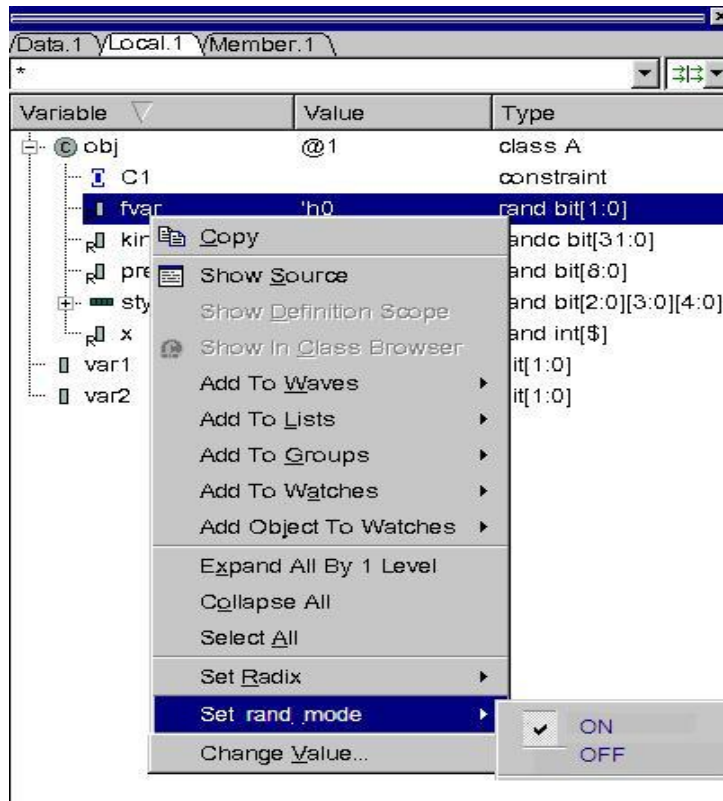 Data.1 Local.1 Member.1
*
Variable Value Type
obj @1 class A
C1 constraint
fvar 'h0 rand bit[1:0]
kin andc bit[31:0]
pre and bit[8:0]
sty and bit[2:0][3:0][4:0]
R x and int[$]
var1 it[1:0]
var2 it[1:0]
Copy
Show Source
Show Definition Scope
Show In Class Browser
Add To Waves
Add To Lists
Add To Groups
Add To Watches
Add Object To Watches
Expand All By 1 Level
Collapse All
Select All
Set Radix
Set rand_mode
Change Value...
ON
OFF